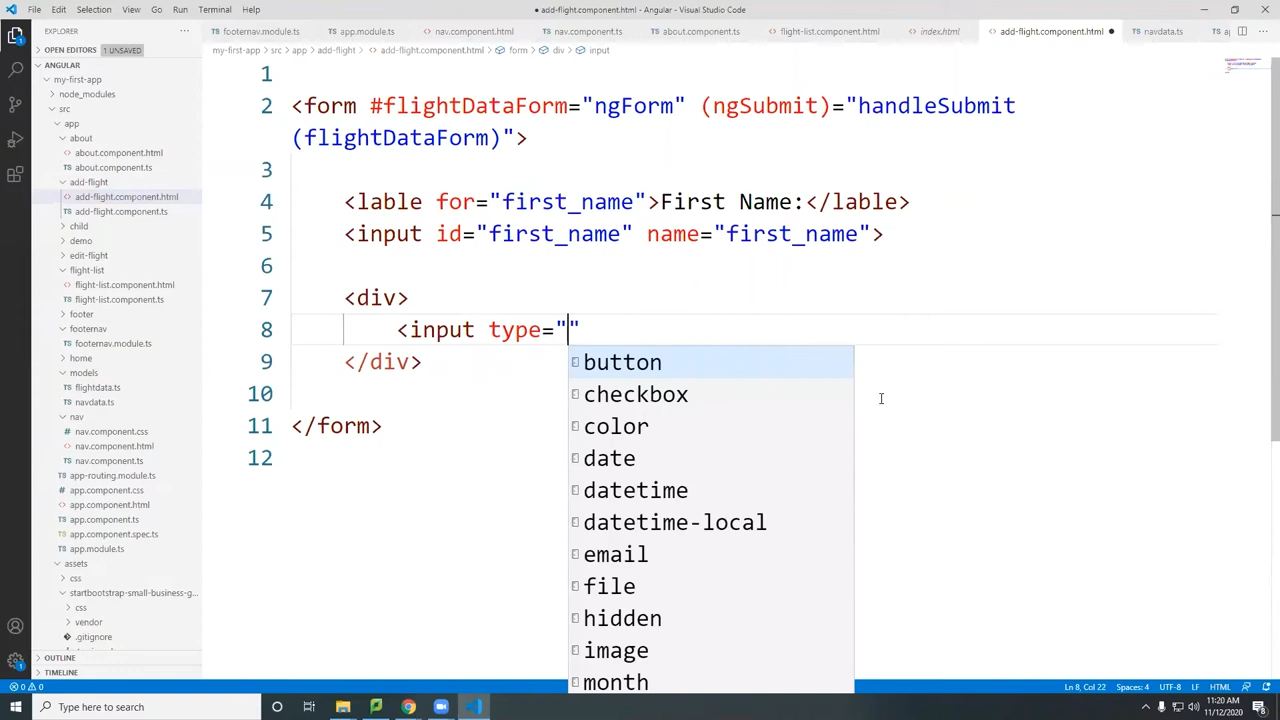 File Edit Selection View Go Run Terminal Help
● add-flight.component.html - Angular - Visual Studio Code
EXPLORER
footernav.module.ts
app.module.ts
nav.component.html
nav.component.ts
about.component.ts
flight-list.component.html
index.html
add-flight.component.html ●
navdata.ts
OPEN EDITORS 1 UNSAVED
my-first-app > src > app > add-flight > add-flight.component.html > form > div > input
ANGULAR
my-first-app
node_modules
src
app
about
about.component.html
about.component.ts
add-flight
add-flight.component.html
add-flight.component.ts
child
demo
edit-flight
flight-list
flight-list.component.html
flight-list.component.ts
footer
footernav
footernav.module.ts
home
models
flightdata.ts
navdata.ts
nav
nav.component.css
nav.component.html
nav.component.ts
app-routing.module.ts
app.component.css
app.component.html
app.component.ts
app.component.spec.ts
app.module.ts
assets
css
startbootstrap-small-business-g...
css
vendor
.gitignore
OUTLINE
TIMELINE
1
2 <form #flightDataForm="ngForm" (ngSubmit)="handleSubmit
(flightDataForm)">
3
4 <lable for="first_name">First Name:</lable>
5 <input id="first_name" name="first_name">
6
7 <div>
8 <input type=""
9 </div>
10
11 </form>
12
button
checkbox
color
date
datetime
datetime-local
email
file
hidden
image
month
0 0
Ln 8, Col 22 Spaces: 4 UTF-8 LF HTML
Type here to search
11:20 AM
11/12/2020
8